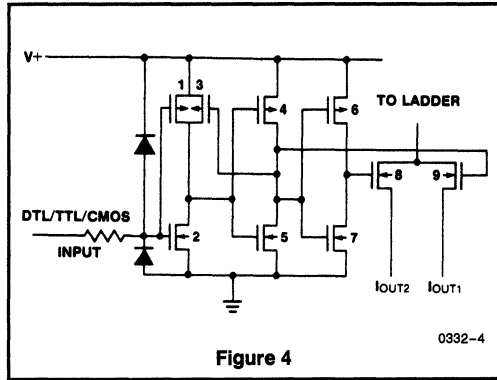 V+
1 3
4
6
TO LADDER
8
9
DTL/TTL/CMOS
INPUT
2
5
7
IOUT2
IOUT1
0332-4
Figure 4